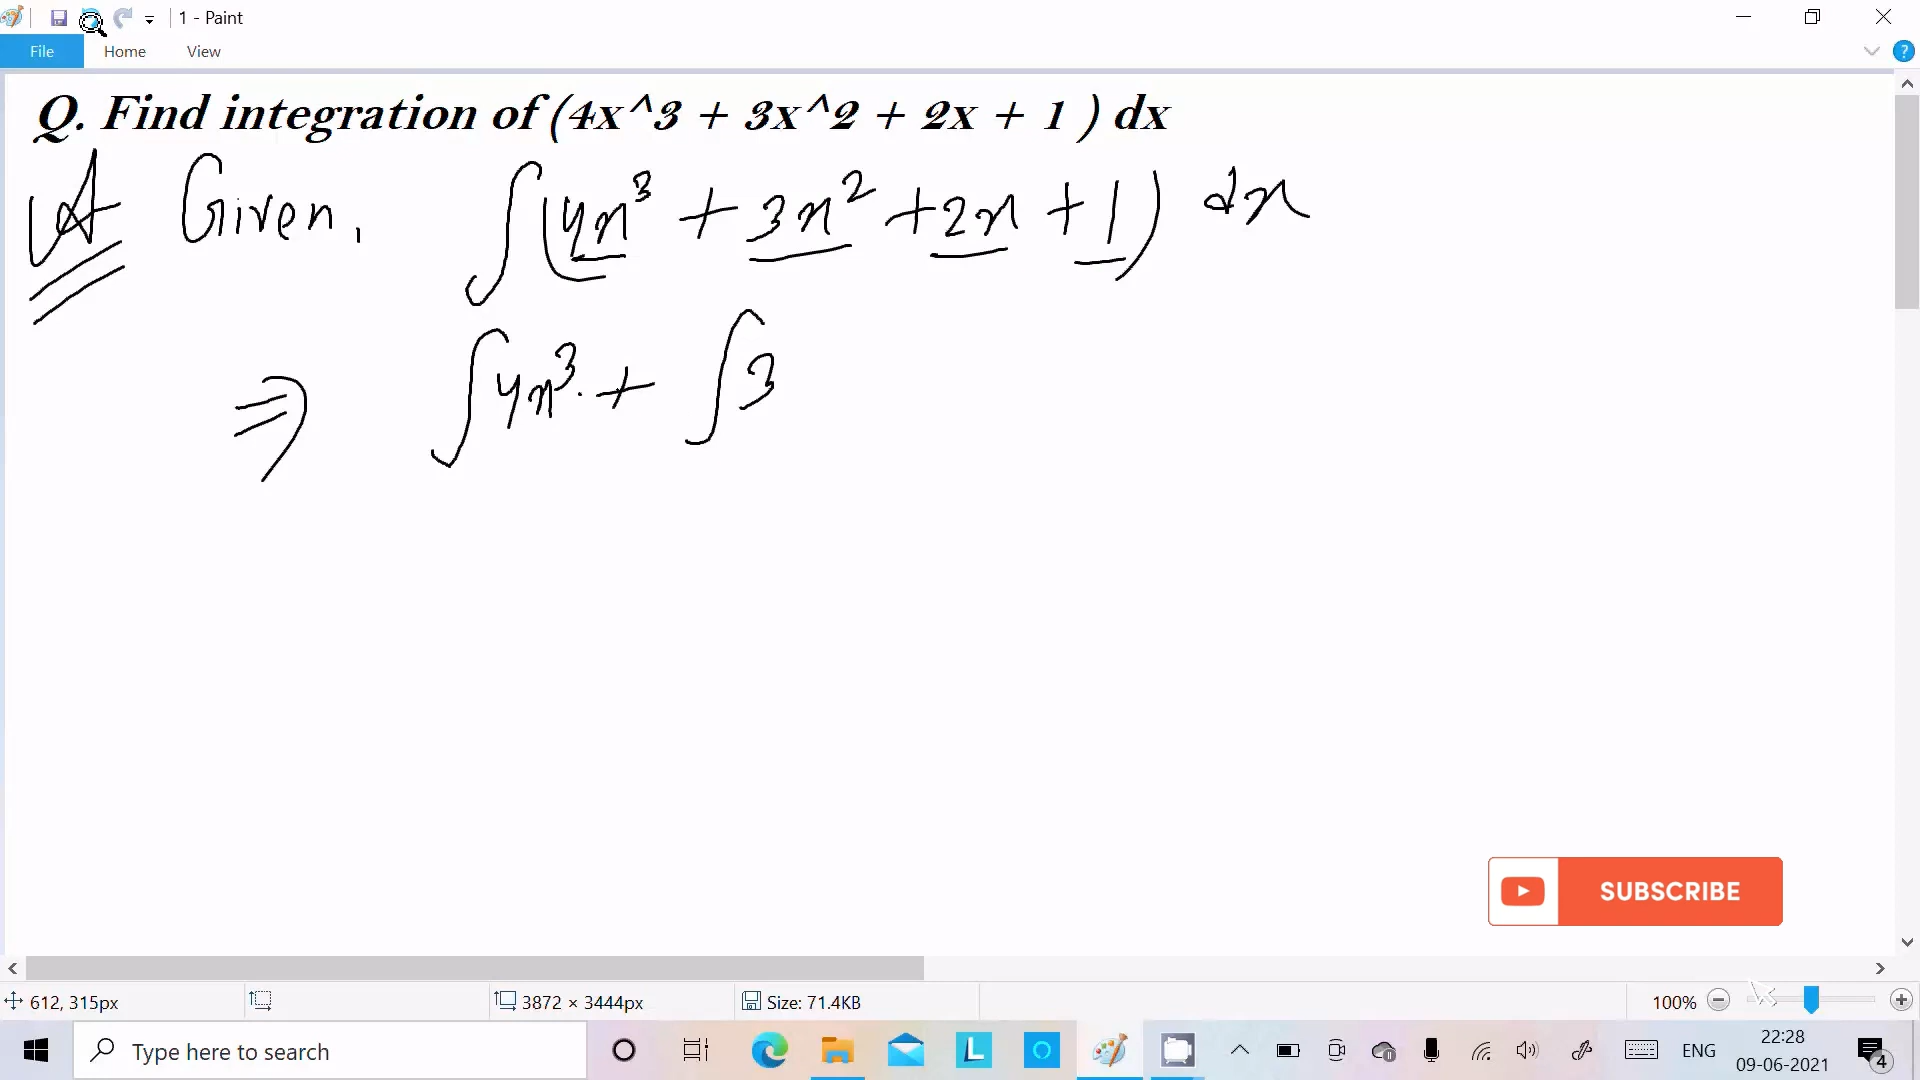 1 - Paint
File Home View
Q. Find integration of (4x^3 + 3x^2 + 2x + 1 ) dx
A Given, ∫(4x³ + 3x² + 2x + 1) dx
⇒ ∫4x³. + ∫3
SUBSCRIBE
612, 315px 3872 × 3444px Size: 71.4KB 100%
Type here to search ENG 22:28
09-06-2021 4